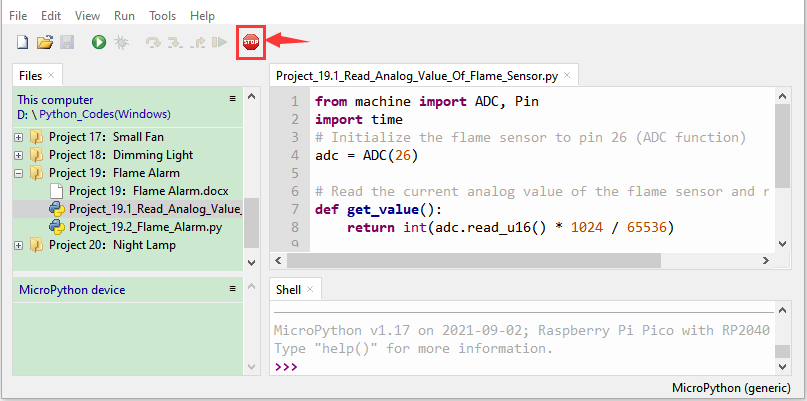 File Edit View Run Tools Help
STOP
Files ×
This computer
D: \ Python_Codes(Windows)
Project 17: Small Fan
Project 18: Dimming Light
Project 19: Flame Alarm
Project 19: Flame Alarm.docx
Project_19.1_Read_Analog_Value_
Project_19.2_Flame_Alarm.py
Project 20: Night Lamp
MicroPython device
Project_19.1_Read_Analog_Value_Of_Flame_Sensor.py ×
1 from machine import ADC, Pin
2 import time
3 # Initialize the flame sensor to pin 26 (ADC function)
4 adc = ADC(26)
5
6 # Read the current analog value of the flame sensor and r
7 def get_value():
8     return int(adc.read_u16() * 1024 / 65536)
9
Shell ×
MicroPython v1.17 on 2021-09-02; Raspberry Pi Pico with RP2040
Type "help()" for more information.
>>>
MicroPython (generic)